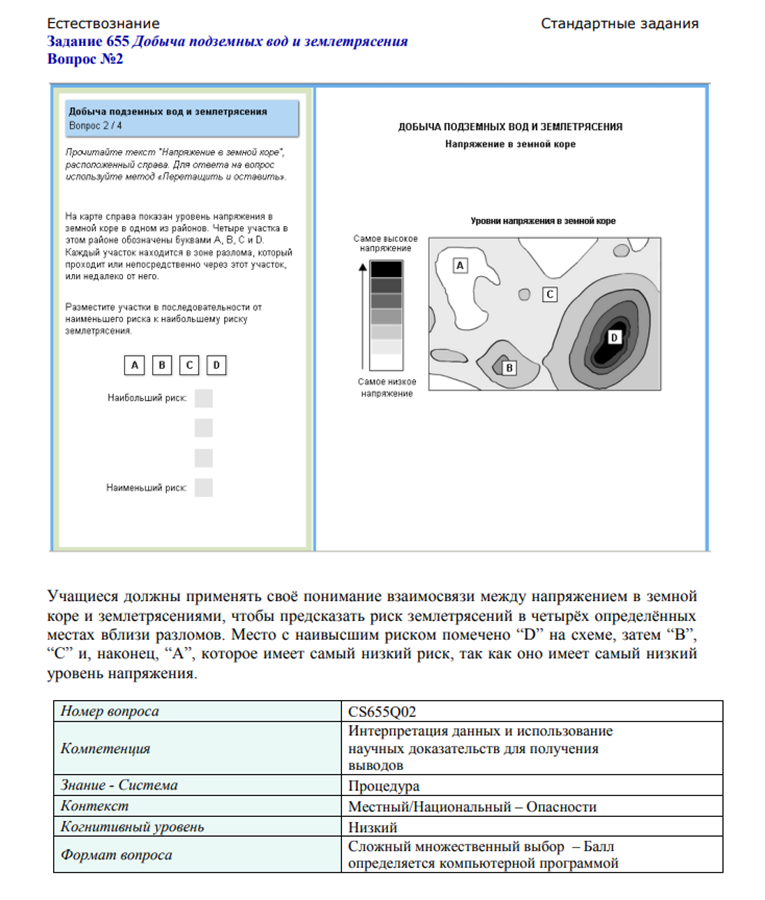 Естествознание Стандартные задания
Задание 655 Добыча подземных вод и землетрясения
Вопрос №2
Добыча подземных вод и землетрясения
Вопрос 2 / 4
Прочитайте текст "Напряжение в земной коре",
расположенный справа. Для ответа на вопрос
используйте метод «Перетащить и оставить».
На карте справа показан уровень напряжения в
земной коре в одном из районов. Четыре участка в
этом районе обозначены буквами A, B, C и D.
Каждый участок находится в зоне разлома, который
проходит или непосредственно через этот участок,
или недалеко от него.
Разместите участки в последовательности от
наименьшего риска к наибольшему риску
землетрясения.
A B C D
Наибольший риск:
Наименьший риск:
ДОБЫЧА ПОДЗЕМНЫХ ВОД И ЗЕМЛЕТРЯСЕНИЯ
Напряжение в земной коре
Уровни напряжения в земной коре
Самое высокое
напряжение
Самое низкое
напряжение
A
C
D
B
Учащиеся должны применять своё понимание взаимосвязи между напряжением в земной
коре и землетрясениями, чтобы предсказать риск землетрясений в четырёх определённых
местах вблизи разломов. Место с наивысшим риском помечено “D” на схеме, затем “B”,
“C” и, наконец, “A”, которое имеет самый низкий риск, так как оно имеет самый низкий
уровень напряжения.
Номер вопроса CS655Q02
Компетенция Интерпретация данных и использование
научных доказательств для получения
выводов
Знание - Система Процедура
Контекст Местный/Национальный – Опасности
Когнитивный уровень Низкий
Формат вопроса Сложный множественный выбор – Балл
определяется компьютерной программой